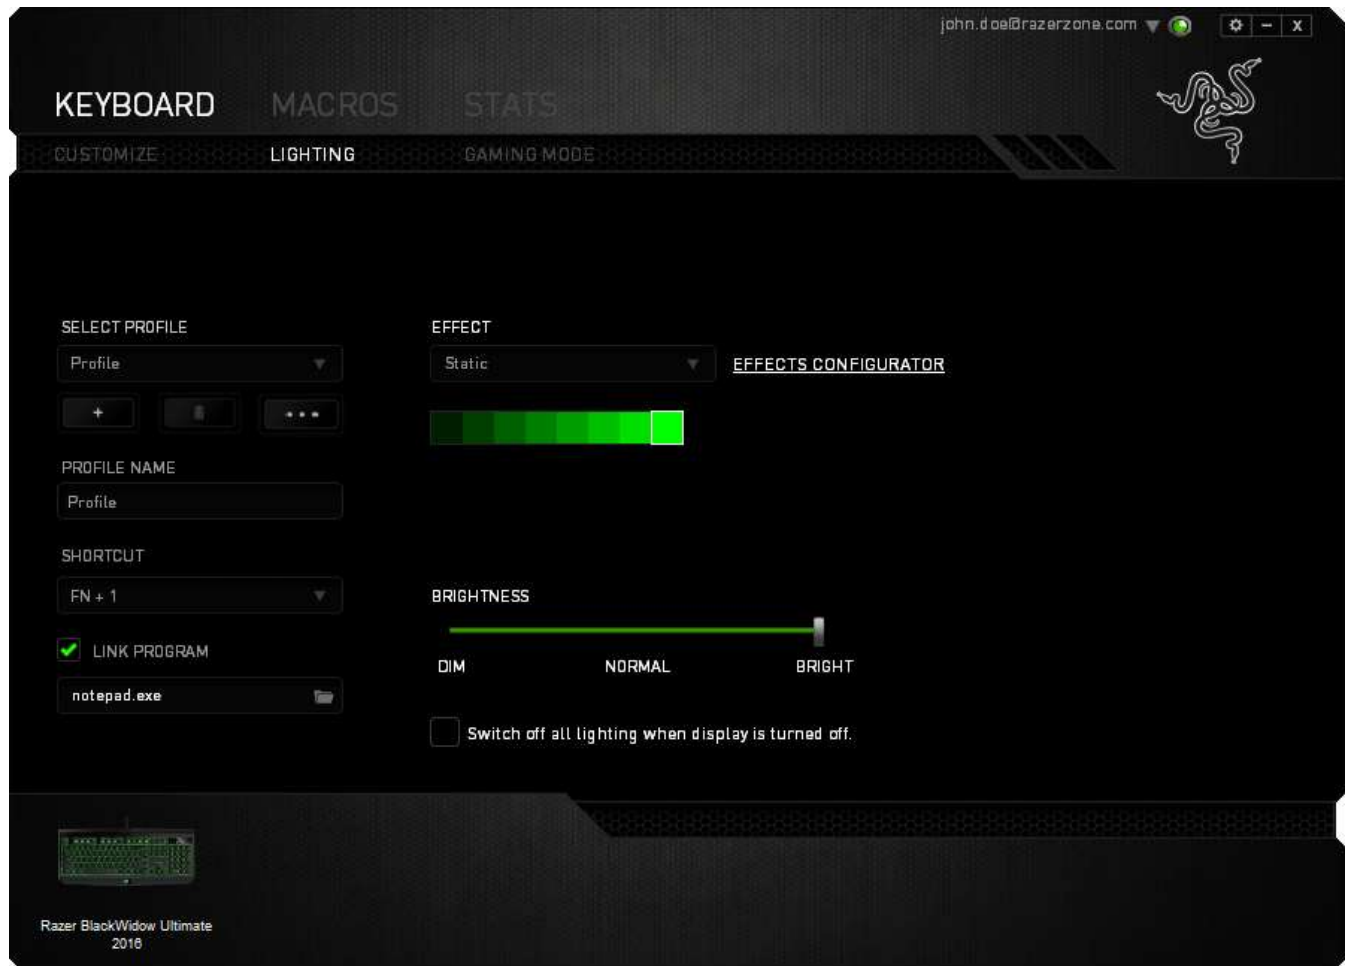 john.doe@razerzone.com
KEYBOARD MACROS STATS
CUSTOMIZE LIGHTING GAMING MODE
SELECT PROFILE
Profile
PROFILE NAME
Profile
SHORTCUT
FN + 1
LINK PROGRAM
notepad.exe
EFFECT
Static
EFFECTS CONFIGURATOR
BRIGHTNESS
DIM NORMAL BRIGHT
Switch off all lighting when display is turned off.
Razer BlackWidow Ultimate
2016